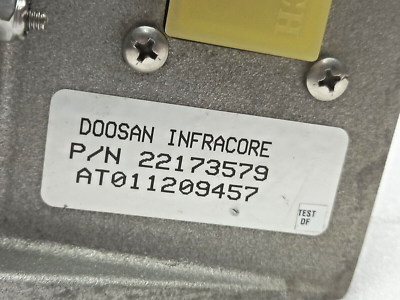 DOOSAN INFRACORE
P/N 22173579
AT011209457
TEST
DF